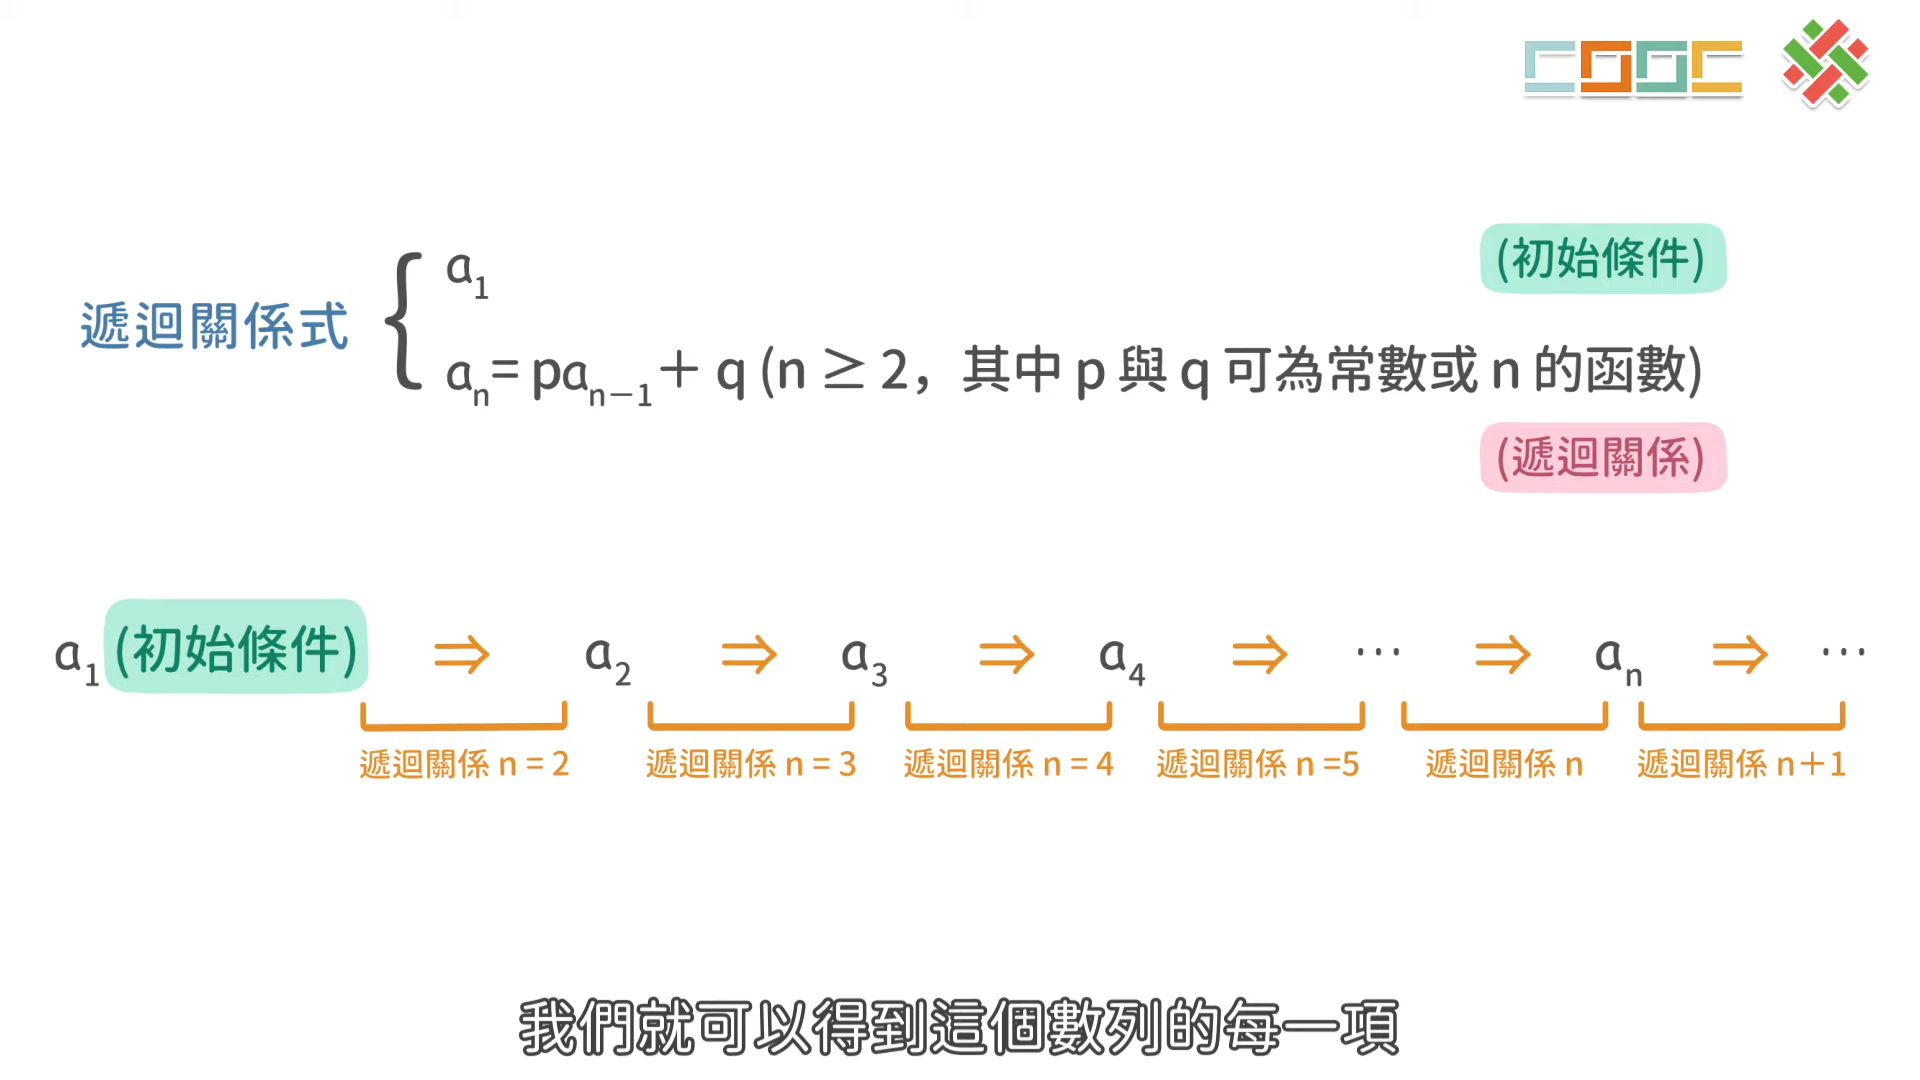 COOC
(初始條件)
遞迴關係式 { a₁
aₙ= paₙ₋₁＋ q (n ≥ 2，其中 p 與 q 可為常數或 n 的函數)
(遞迴關係)
a₁ (初始條件) ⇒ a₂ ⇒ a₃ ⇒ a₄ ⇒ ⋯ ⇒ aₙ ⇒ ⋯
遞迴關係 n = 2 遞迴關係 n = 3 遞迴關係 n = 4 遞迴關係 n =5 遞迴關係 n 遞迴關係 n＋1
我們就可以得到這個數列的每一項